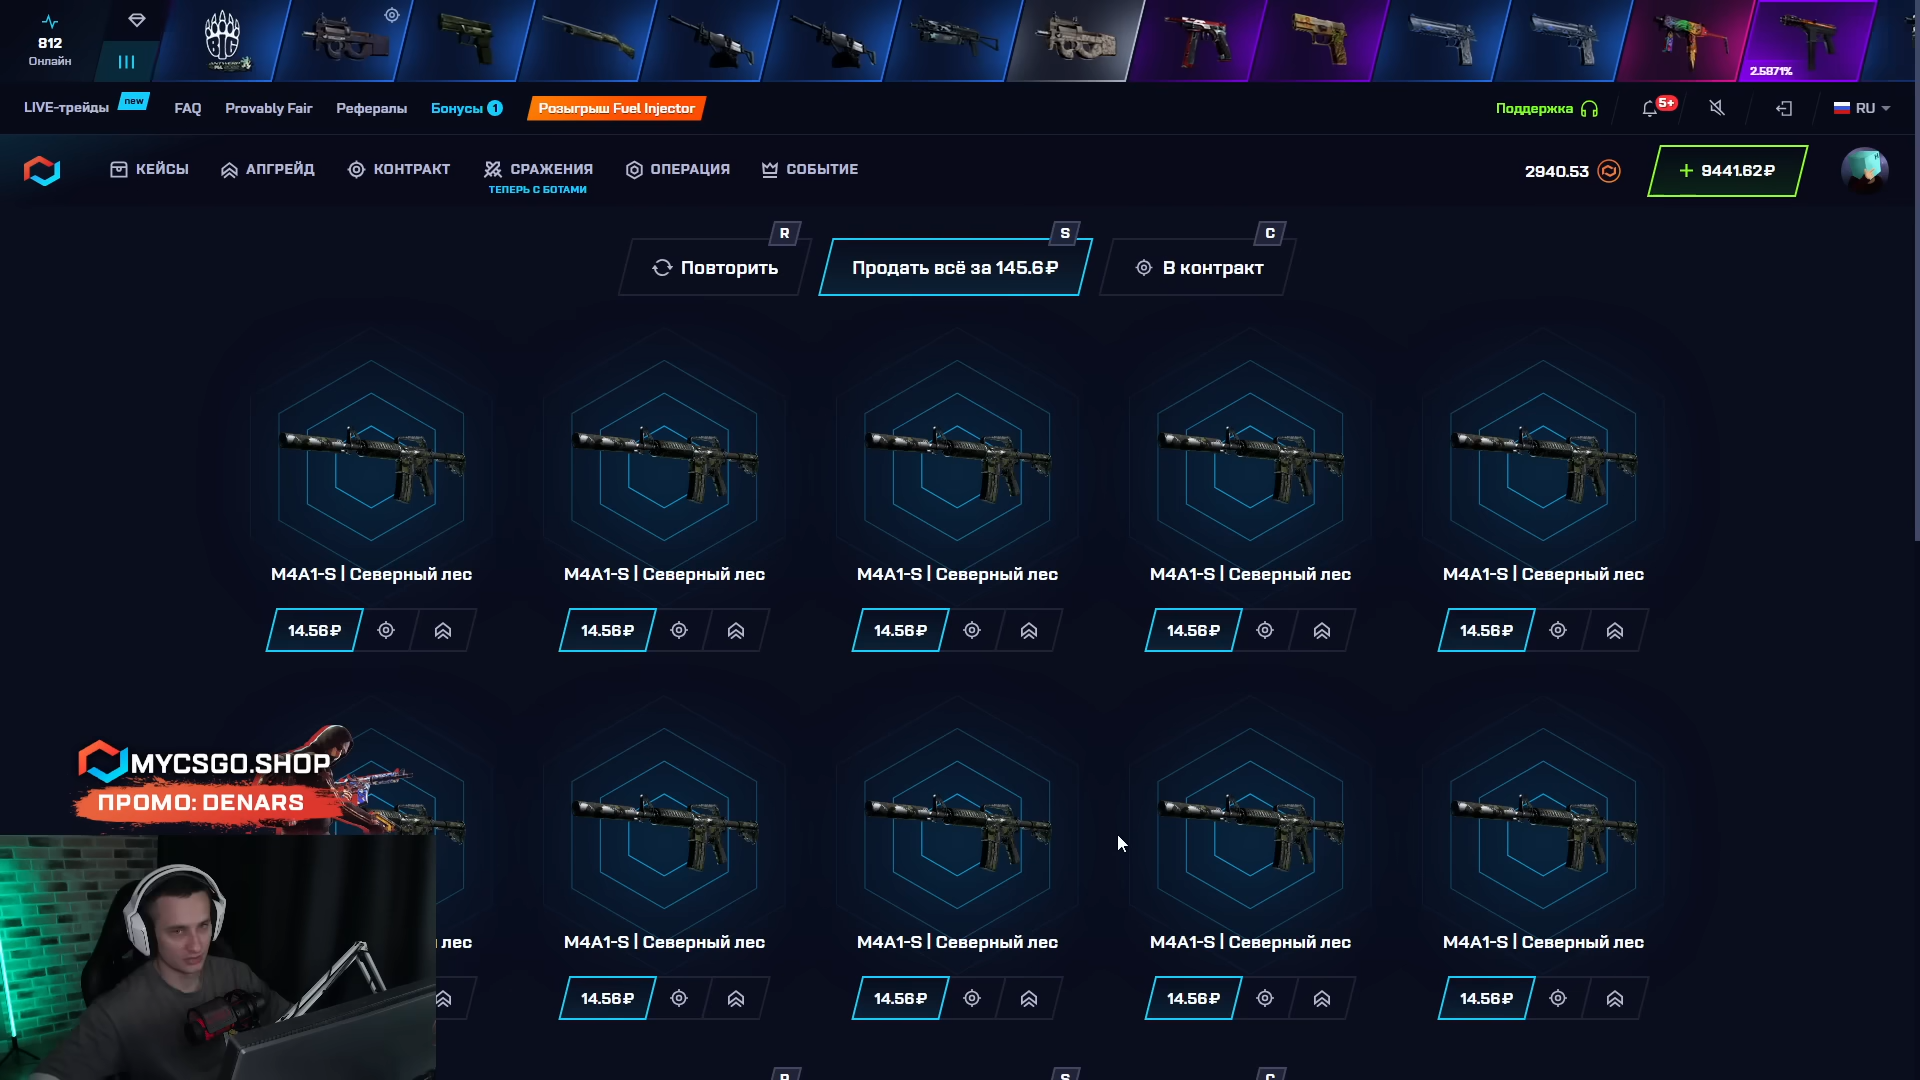 812
Онлайн
2.5871%
LIVE-трейды
new
FAQ
Provably Fair
Рефералы
Бонусы 1
Розыгрыш Fuel Injector
Поддержка
5+
RU
КЕЙСЫ
АПГРЕЙД
КОНТРАКТ
СРАЖЕНИЯ
ТЕПЕРЬ С БОТАМИ
ОПЕРАЦИЯ
СОБЫТИЕ
2940.53
+ 9441.62₽
R
Повторить
S
Продать всё за 145.6₽
C
В контракт
M4A1-S | Северный лес
M4A1-S | Северный лес
M4A1-S | Северный лес
M4A1-S | Северный лес
M4A1-S | Северный лес
14.56₽
14.56₽
14.56₽
14.56₽
14.56₽
MYCSGO.SHOP
ПРОМО: DENARS
лес
M4A1-S | Северный лес
M4A1-S | Северный лес
M4A1-S | Северный лес
M4A1-S | Северный лес
14.56₽
14.56₽
14.56₽
14.56₽
R
S
C